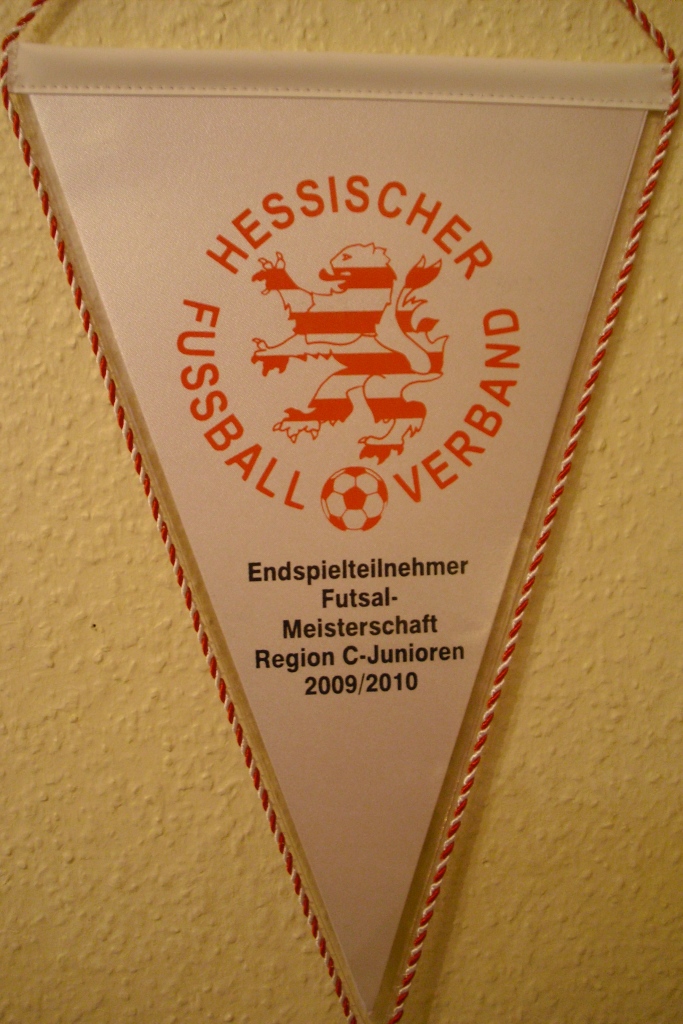 HESSISCHER
FUSSBALL VERBAND
Endspielteilnehmer
Futsal-
Meisterschaft
Region C-Junioren
2009/2010